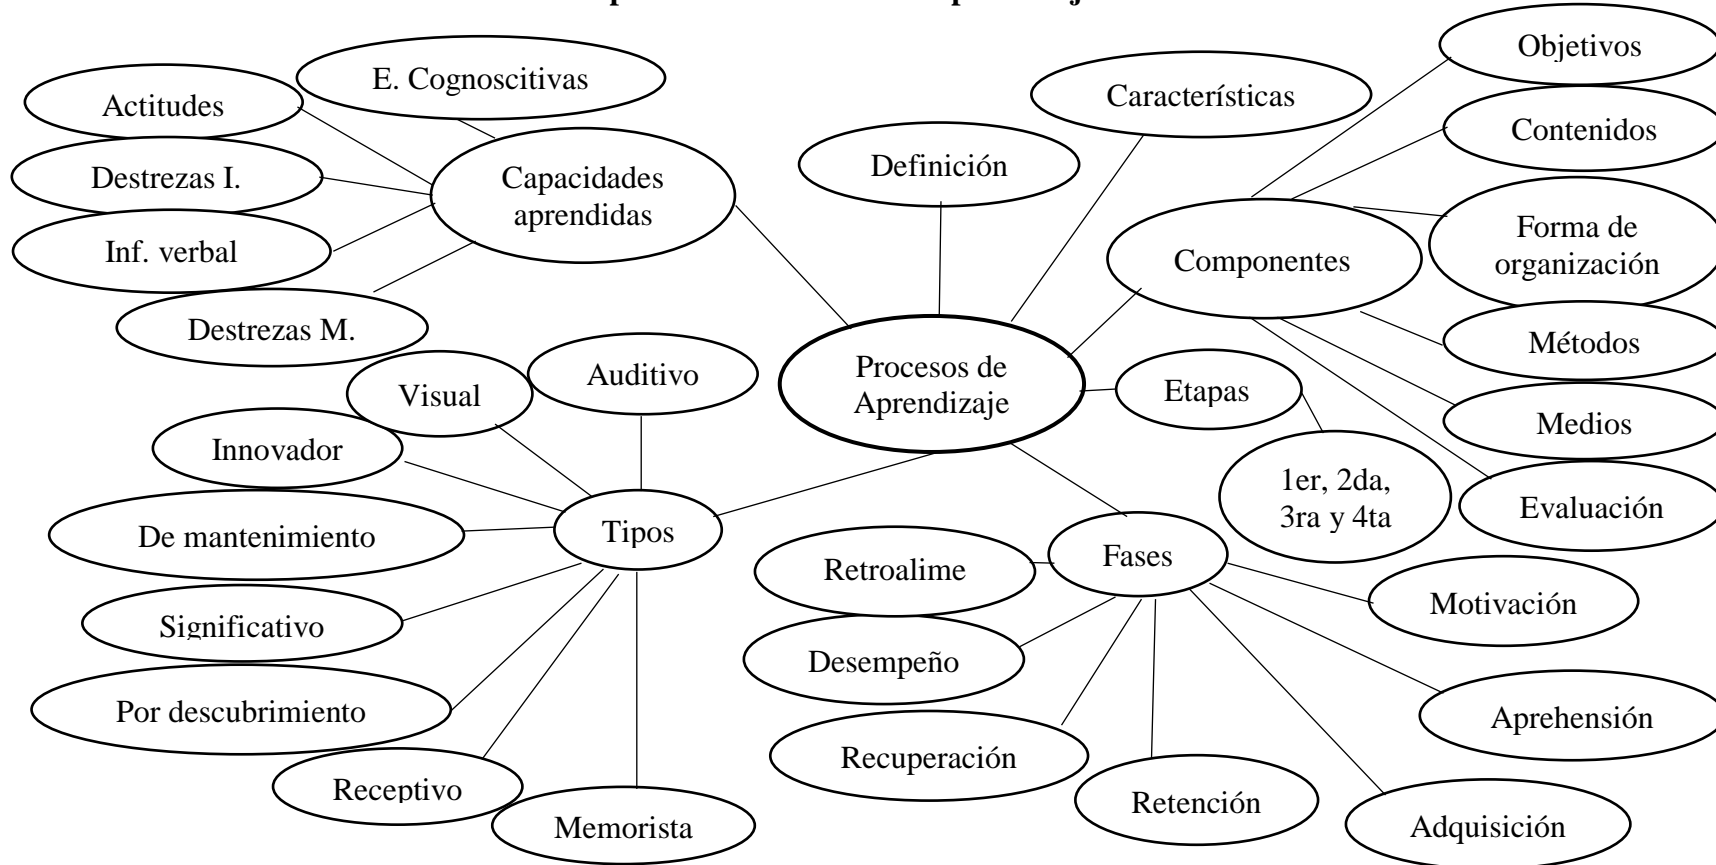 Objetivos
E. Cognoscitivas
Características
Actitudes
Contenidos
Definición
Destrezas I.
Capacidades
aprendidas
Forma de
organización
Inf. verbal
Componentes
Destrezas M.
Métodos
Auditivo
Procesos de
Aprendizaje
Visual
Etapas
Medios
Innovador
1er, 2da,
3ra y 4ta
Evaluación
De mantenimiento
Tipos
Fases
Retroalime
Motivación
Significativo
Desempeño
Por descubrimiento
Aprehensión
Recuperación
Receptivo
Retención
Memorista
Adquisición